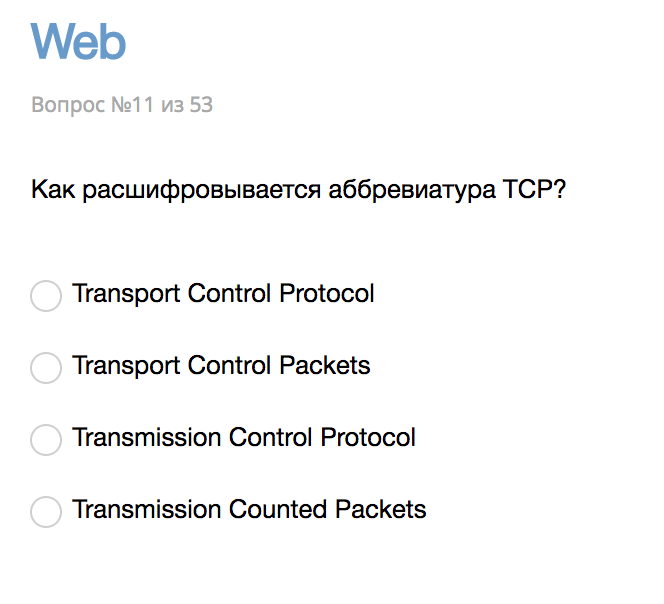 Web
Вопрос №11 из 53
Как расшифровывается аббревиатура TCP?
Transport Control Protocol
Transport Control Packets
Transmission Control Protocol
Transmission Counted Packets